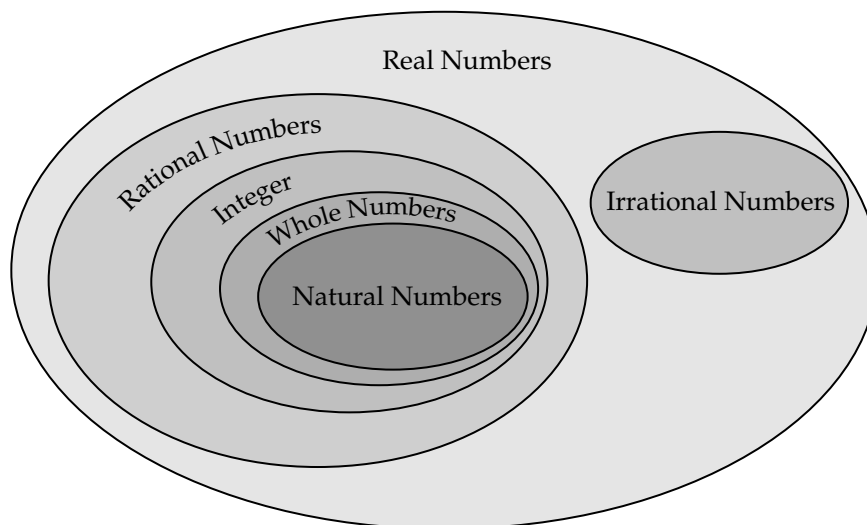 Real Numbers
Rational Numbers
Integer
Whole Numbers
Irrational Numbers
Natural Numbers